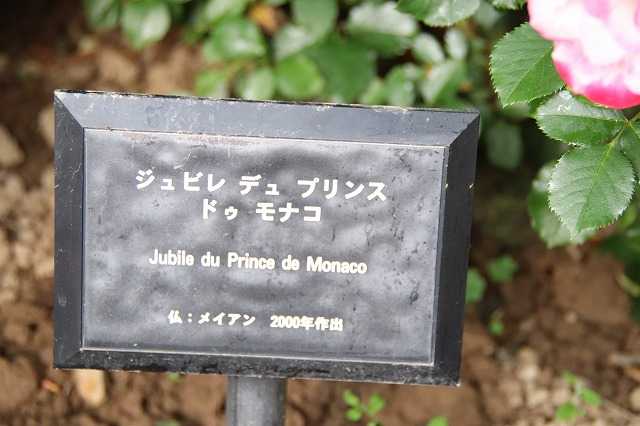 ジュビレ デュ プリンス
ドゥ モナコ
Jubile du Prince de Monaco
仏：メイアン　2000年作出